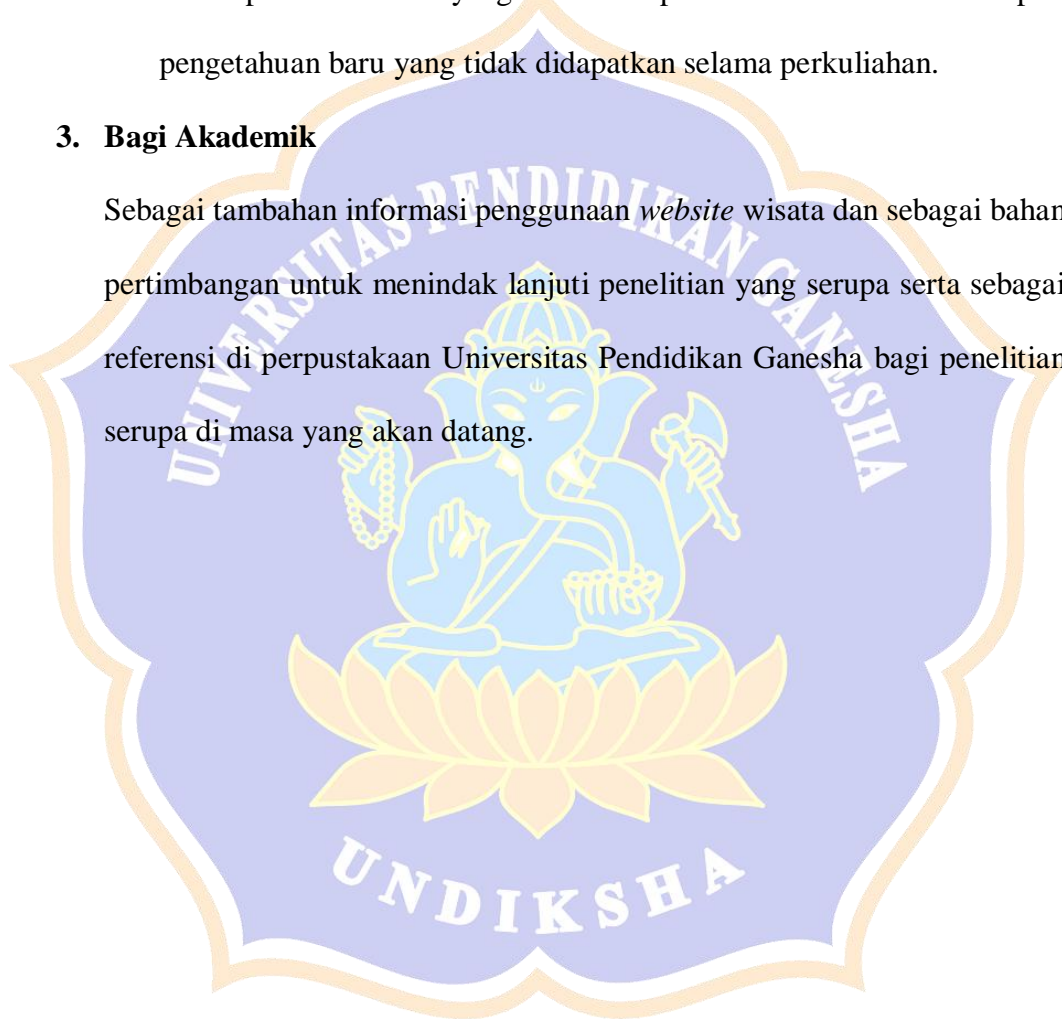 pengetahuan baru yang tidak didapatkan selama perkuliahan.
3. Bagi Akademik
Sebagai tambahan informasi penggunaan website wisata dan sebagai bahan
pertimbangan untuk menindak lanjuti penelitian yang serupa serta sebagai
referensi di perpustakaan Universitas Pendidikan Ganesha bagi penelitian
serupa di masa yang akan datang.
UNIVERSITAS PENDIDIKAN GANESHA
UNDIKSHA